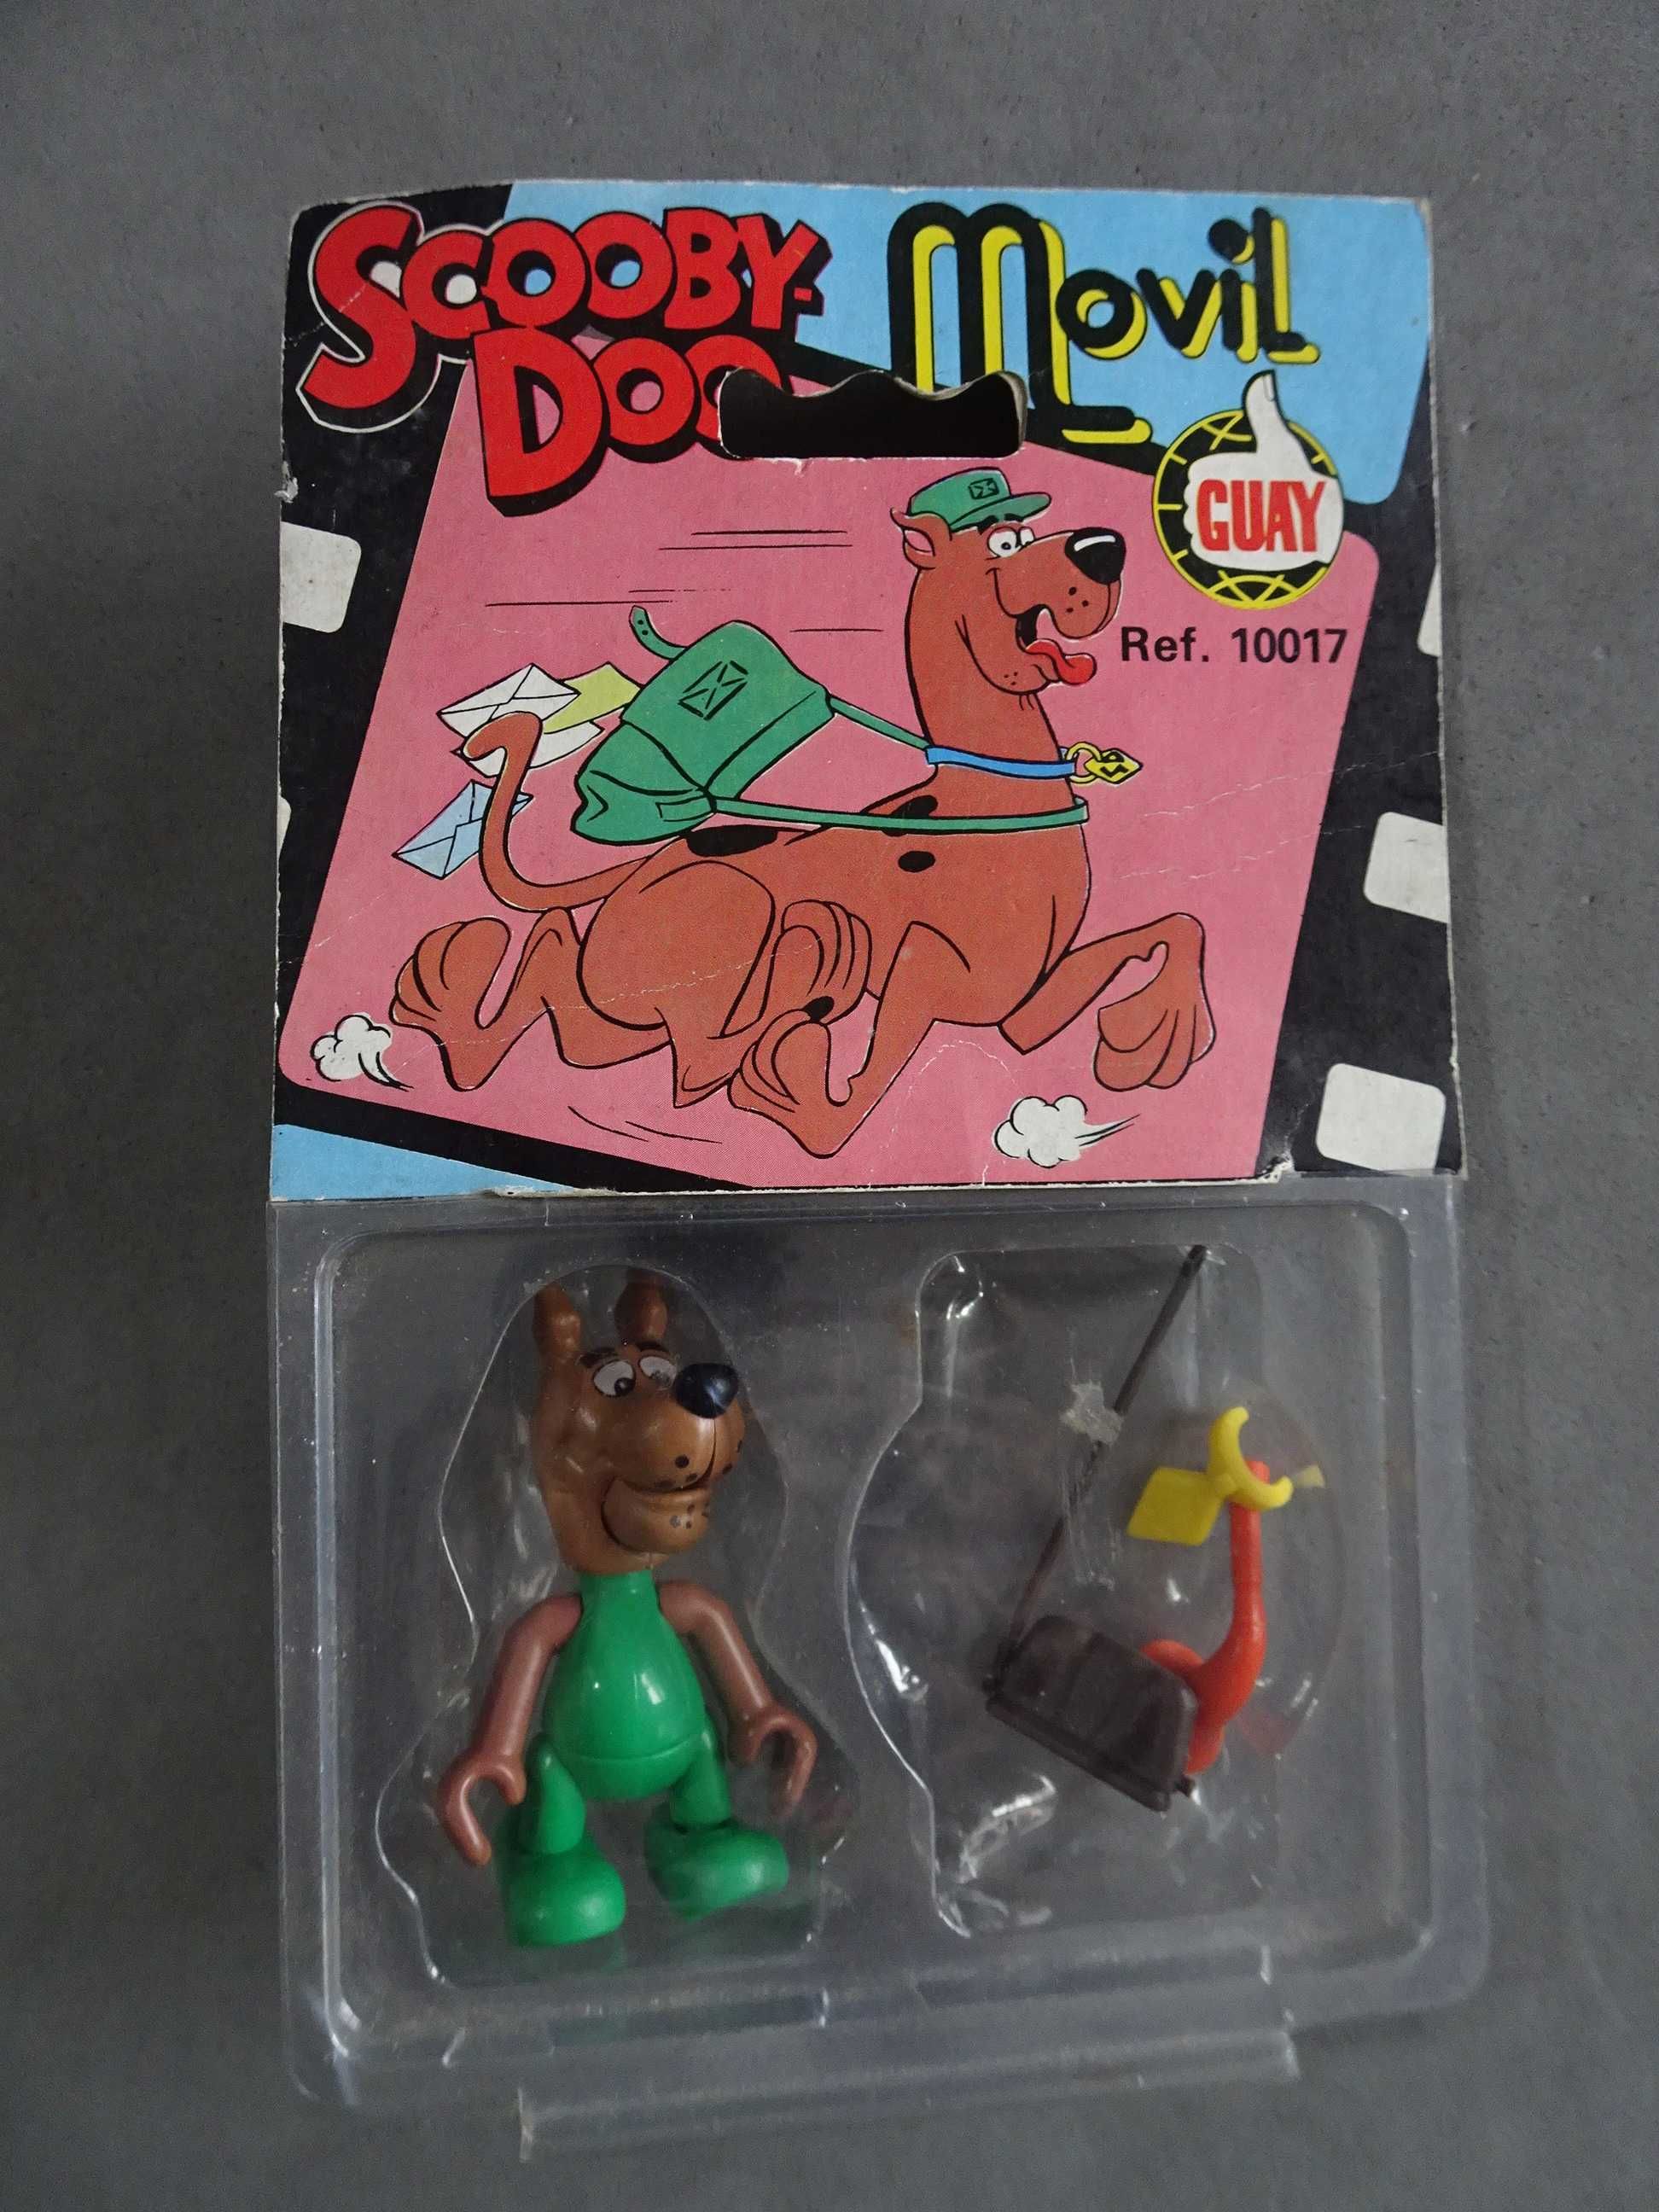 SCOOBY-
DOO
Movil
GUAY
Ref. 10017